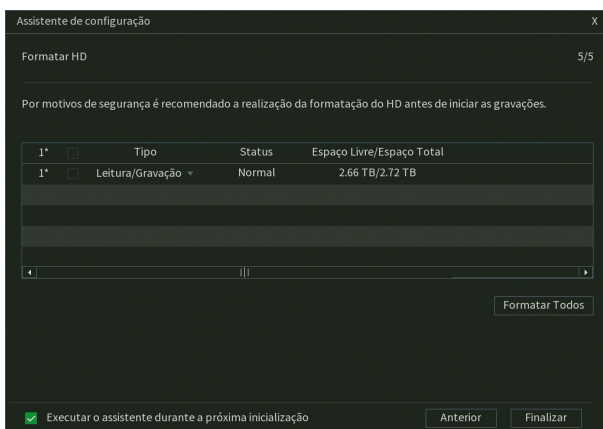 Assistente de configuração X
Formatar HD 5/5
Por motivos de segurança é recomendado a realização da formatação do HD antes de iniciar as gravações.
1* Tipo Status Espaço Livre/Espaço Total
1* Leitura/Gravação Normal 2.66 TB/2.72 TB
Formatar Todos
Executar o assistente durante a próxima inicialização Anterior Finalizar